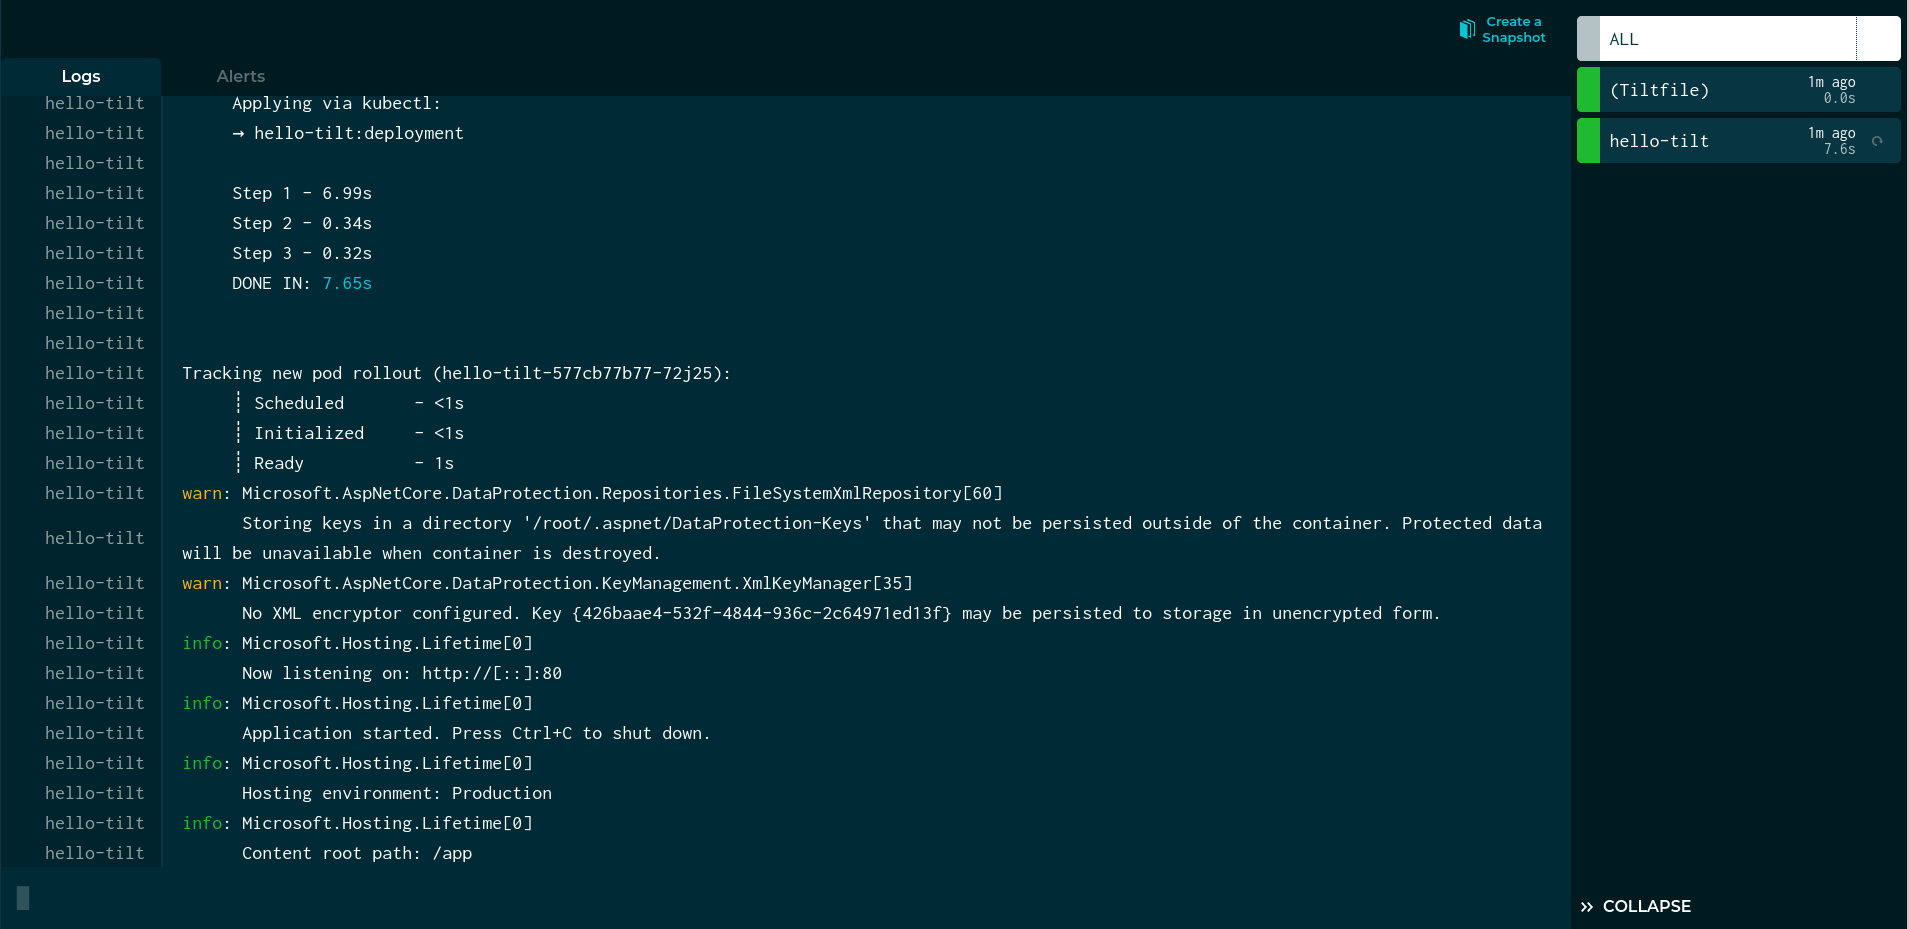 Create a
Snapshot
Logs
Alerts
hello-tilt Applying via kubectl:
hello-tilt → hello-tilt:deployment
hello-tilt
hello-tilt Step 1 - 6.99s
hello-tilt Step 2 - 0.34s
hello-tilt Step 3 - 0.32s
hello-tilt DONE IN: 7.65s
hello-tilt
hello-tilt
hello-tilt Tracking new pod rollout (hello-tilt-577cb77b77-72j25):
hello-tilt ┊ Scheduled - <1s
hello-tilt ┊ Initialized - <1s
hello-tilt ┊ Ready - 1s
hello-tilt warn: Microsoft.AspNetCore.DataProtection.Repositories.FileSystemXmlRepository[60]
hello-tilt Storing keys in a directory '/root/.aspnet/DataProtection-Keys' that may not be persisted outside of the container. Protected data
will be unavailable when container is destroyed.
hello-tilt warn: Microsoft.AspNetCore.DataProtection.KeyManagement.XmlKeyManager[35]
hello-tilt No XML encryptor configured. Key {426baae4-532f-4844-936c-2c64971ed13f} may be persisted to storage in unencrypted form.
hello-tilt info: Microsoft.Hosting.Lifetime[0]
hello-tilt Now listening on: http://[::]:80
hello-tilt info: Microsoft.Hosting.Lifetime[0]
hello-tilt Application started. Press Ctrl+C to shut down.
hello-tilt info: Microsoft.Hosting.Lifetime[0]
hello-tilt Hosting environment: Production
hello-tilt info: Microsoft.Hosting.Lifetime[0]
hello-tilt Content root path: /app
ALL
(Tiltfile) 1m ago
0.0s
hello-tilt 1m ago
7.6s
COLLAPSE